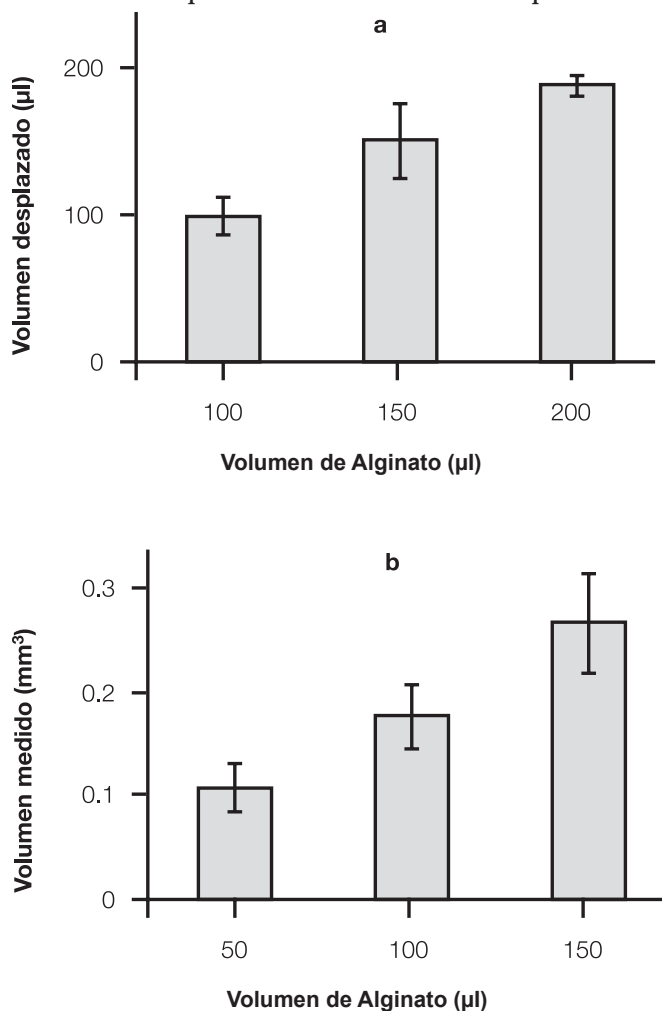 a
Volumen desplazado (µl)
200
100
0
100 150 200
Volumen de Alginato (µl)
b
Volumen medido (mm³)
0.3
0.2
0.1
0
50 100 150
Volumen de Alginato (µl)